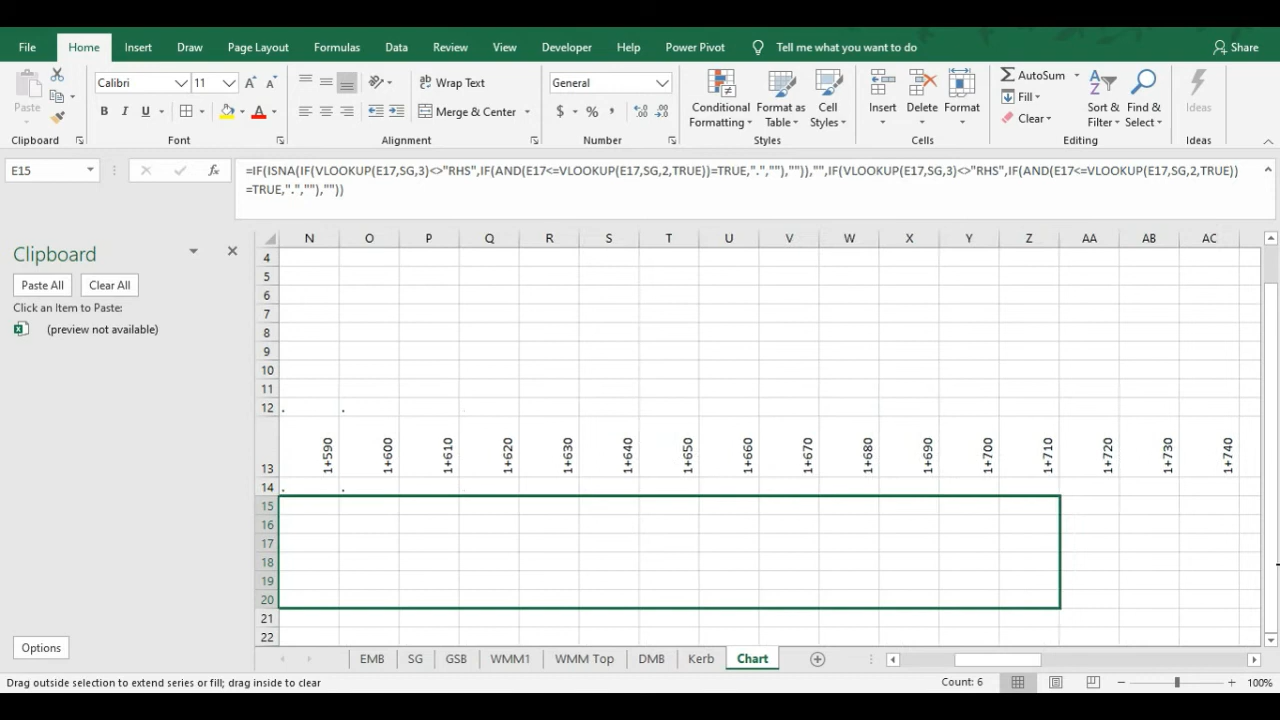 File Home Insert Draw Page Layout Formulas Data Review View Developer Help Power Pivot Tell me what you want to do Share
Paste
Clipboard
Calibri 11 A A
B I U A
Font
ab Wrap Text
Merge & Center
Alignment
General
$ % ,
Number
Conditional Formatting
Format as Table
Cell Styles
Styles
Insert Delete Format
Cells
AutoSum
Fill
Clear
Sort & Filter
Find & Select
Editing
Ideas
Ideas
E15
fx
=IF(ISNA(IF(VLOOKUP(E17,SG,3)<>"RHS",IF(AND(E17<=VLOOKUP(E17,SG,2,TRUE))=TRUE,".",""),"")),"",IF(VLOOKUP(E17,SG,3)<>"RHS",IF(AND(E17<=VLOOKUP(E17,SG,2,TRUE))
=TRUE,".",""),""))
Clipboard
Paste All Clear All
Click an Item to Paste:
(preview not available)
Options
N O P Q R S T U V W X Y Z AA AB AC
4
5
6
7
8
9
10
11
12 . .
13 1+590 1+600 1+610 1+620 1+630 1+640 1+650 1+660 1+670 1+680 1+690 1+700 1+710 1+720 1+730 1+740
14 . .
15
16
17
18
19
20
21
22
EMB SG GSB WMM1 WMM Top DMB Kerb Chart
Drag outside selection to extend series or fill; drag inside to clear Count: 6 100%